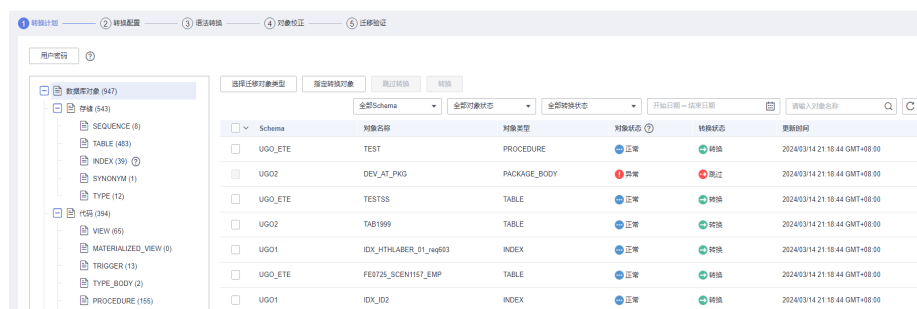 1 转换计划 2 转换配置 3 语法转换 4 对象校正 5 迁移验证
用户密码 ?
数据库对象 (947)
存储 (543)
SEQUENCE (8)
TABLE (483)
INDEX (39) ?
SYNONYM (1)
TYPE (12)
代码 (394)
VIEW (65)
MATERIALIZED_VIEW (0)
TRIGGER (13)
TYPE_BODY (2)
PROCEDURE (155)
选择迁移对象类型 指定转换对象 跳过转换 转换
全部Schema 全部对象状态 全部转换状态 开始日期 – 结束日期 请输入对象名称
Schema 对象名称 对象类型 对象状态 ? 转换状态 更新时间
UGO_ETE TEST PROCEDURE 正常 转换 2024/03/14 21:18:44 GMT+08:00
UGO2 DEV_AT_PKG PACKAGE_BODY 异常 跳过 2024/03/14 21:18:44 GMT+08:00
UGO_ETE TESTSS TABLE 正常 转换 2024/03/14 21:18:44 GMT+08:00
UGO2 TAB1999 TABLE 正常 转换 2024/03/14 21:18:44 GMT+08:00
UGO1 IDX_HTHLABER_01_req603 INDEX 正常 转换 2024/03/14 21:18:44 GMT+08:00
UGO_ETE FE0725_SCEN1157_EMP TABLE 正常 转换 2024/03/14 21:18:44 GMT+08:00
UGO1 IDX_ID2 INDEX 正常 转换 2024/03/14 21:18:44 GMT+08:00